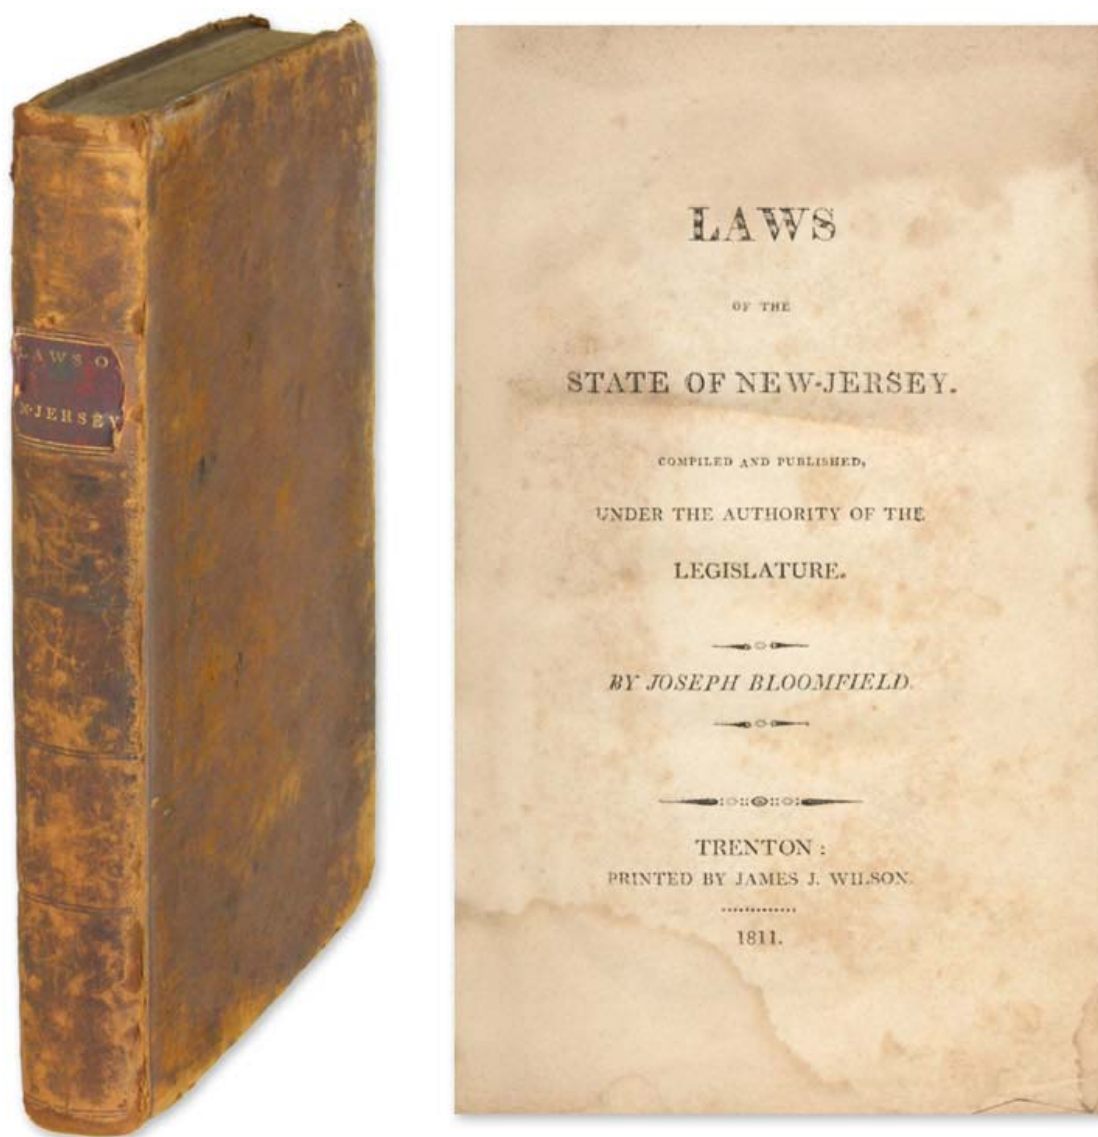 LAWS O
N-JERSEY
LAWS
OF THE
STATE OF NEW-JERSEY.
COMPILED AND PUBLISHED,
UNDER THE AUTHORITY OF THE
LEGISLATURE.
BY JOSEPH BLOOMFIELD.
TRENTON:
PRINTED BY JAMES J. WILSON.
1811.